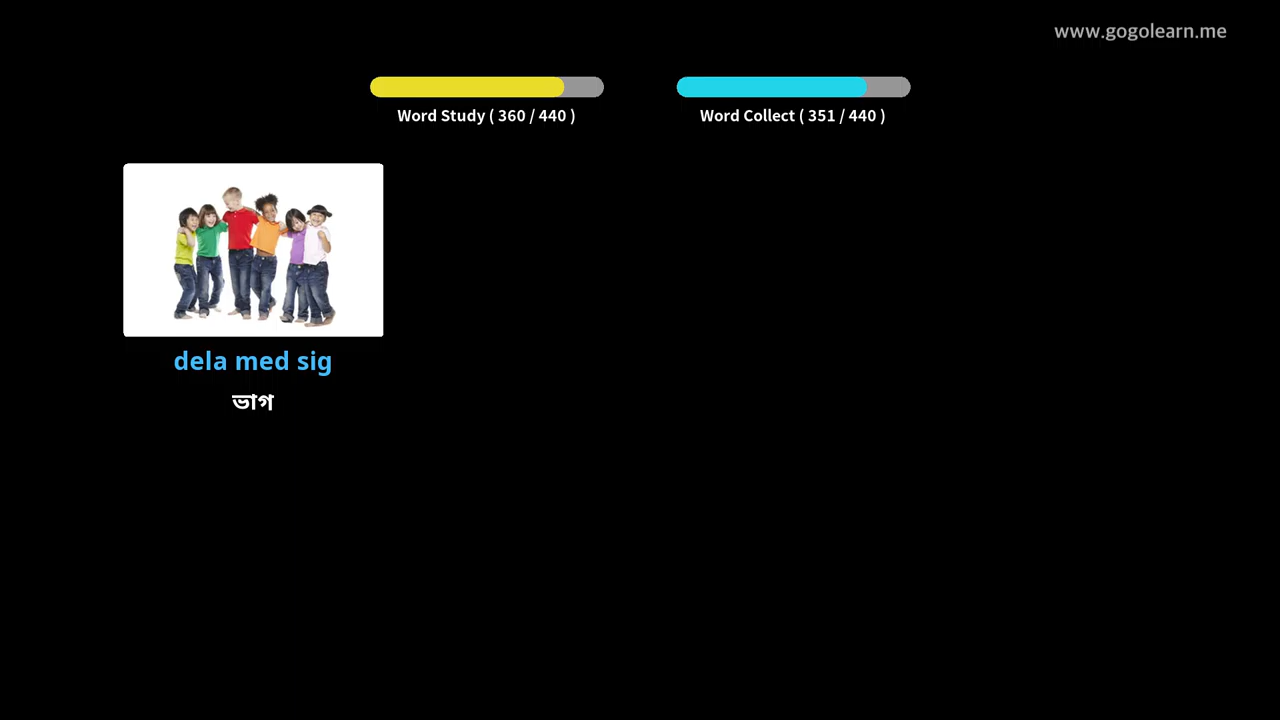 www.gogolearn.me
Word Study ( 360 / 440 )
Word Collect ( 351 / 440 )
dela med sig
ভাগ